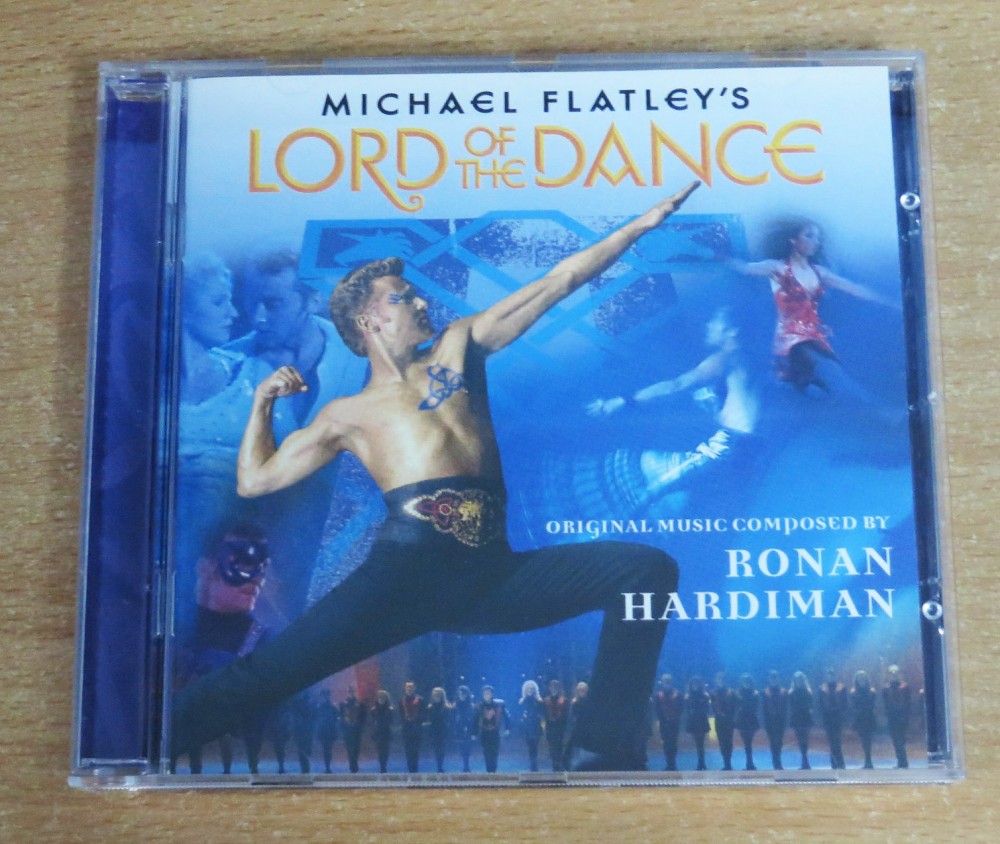 MICHAEL FLATLEY'S
LORD OF THE DANCE
ORIGINAL MUSIC COMPOSED BY
RONAN
HARDIMAN